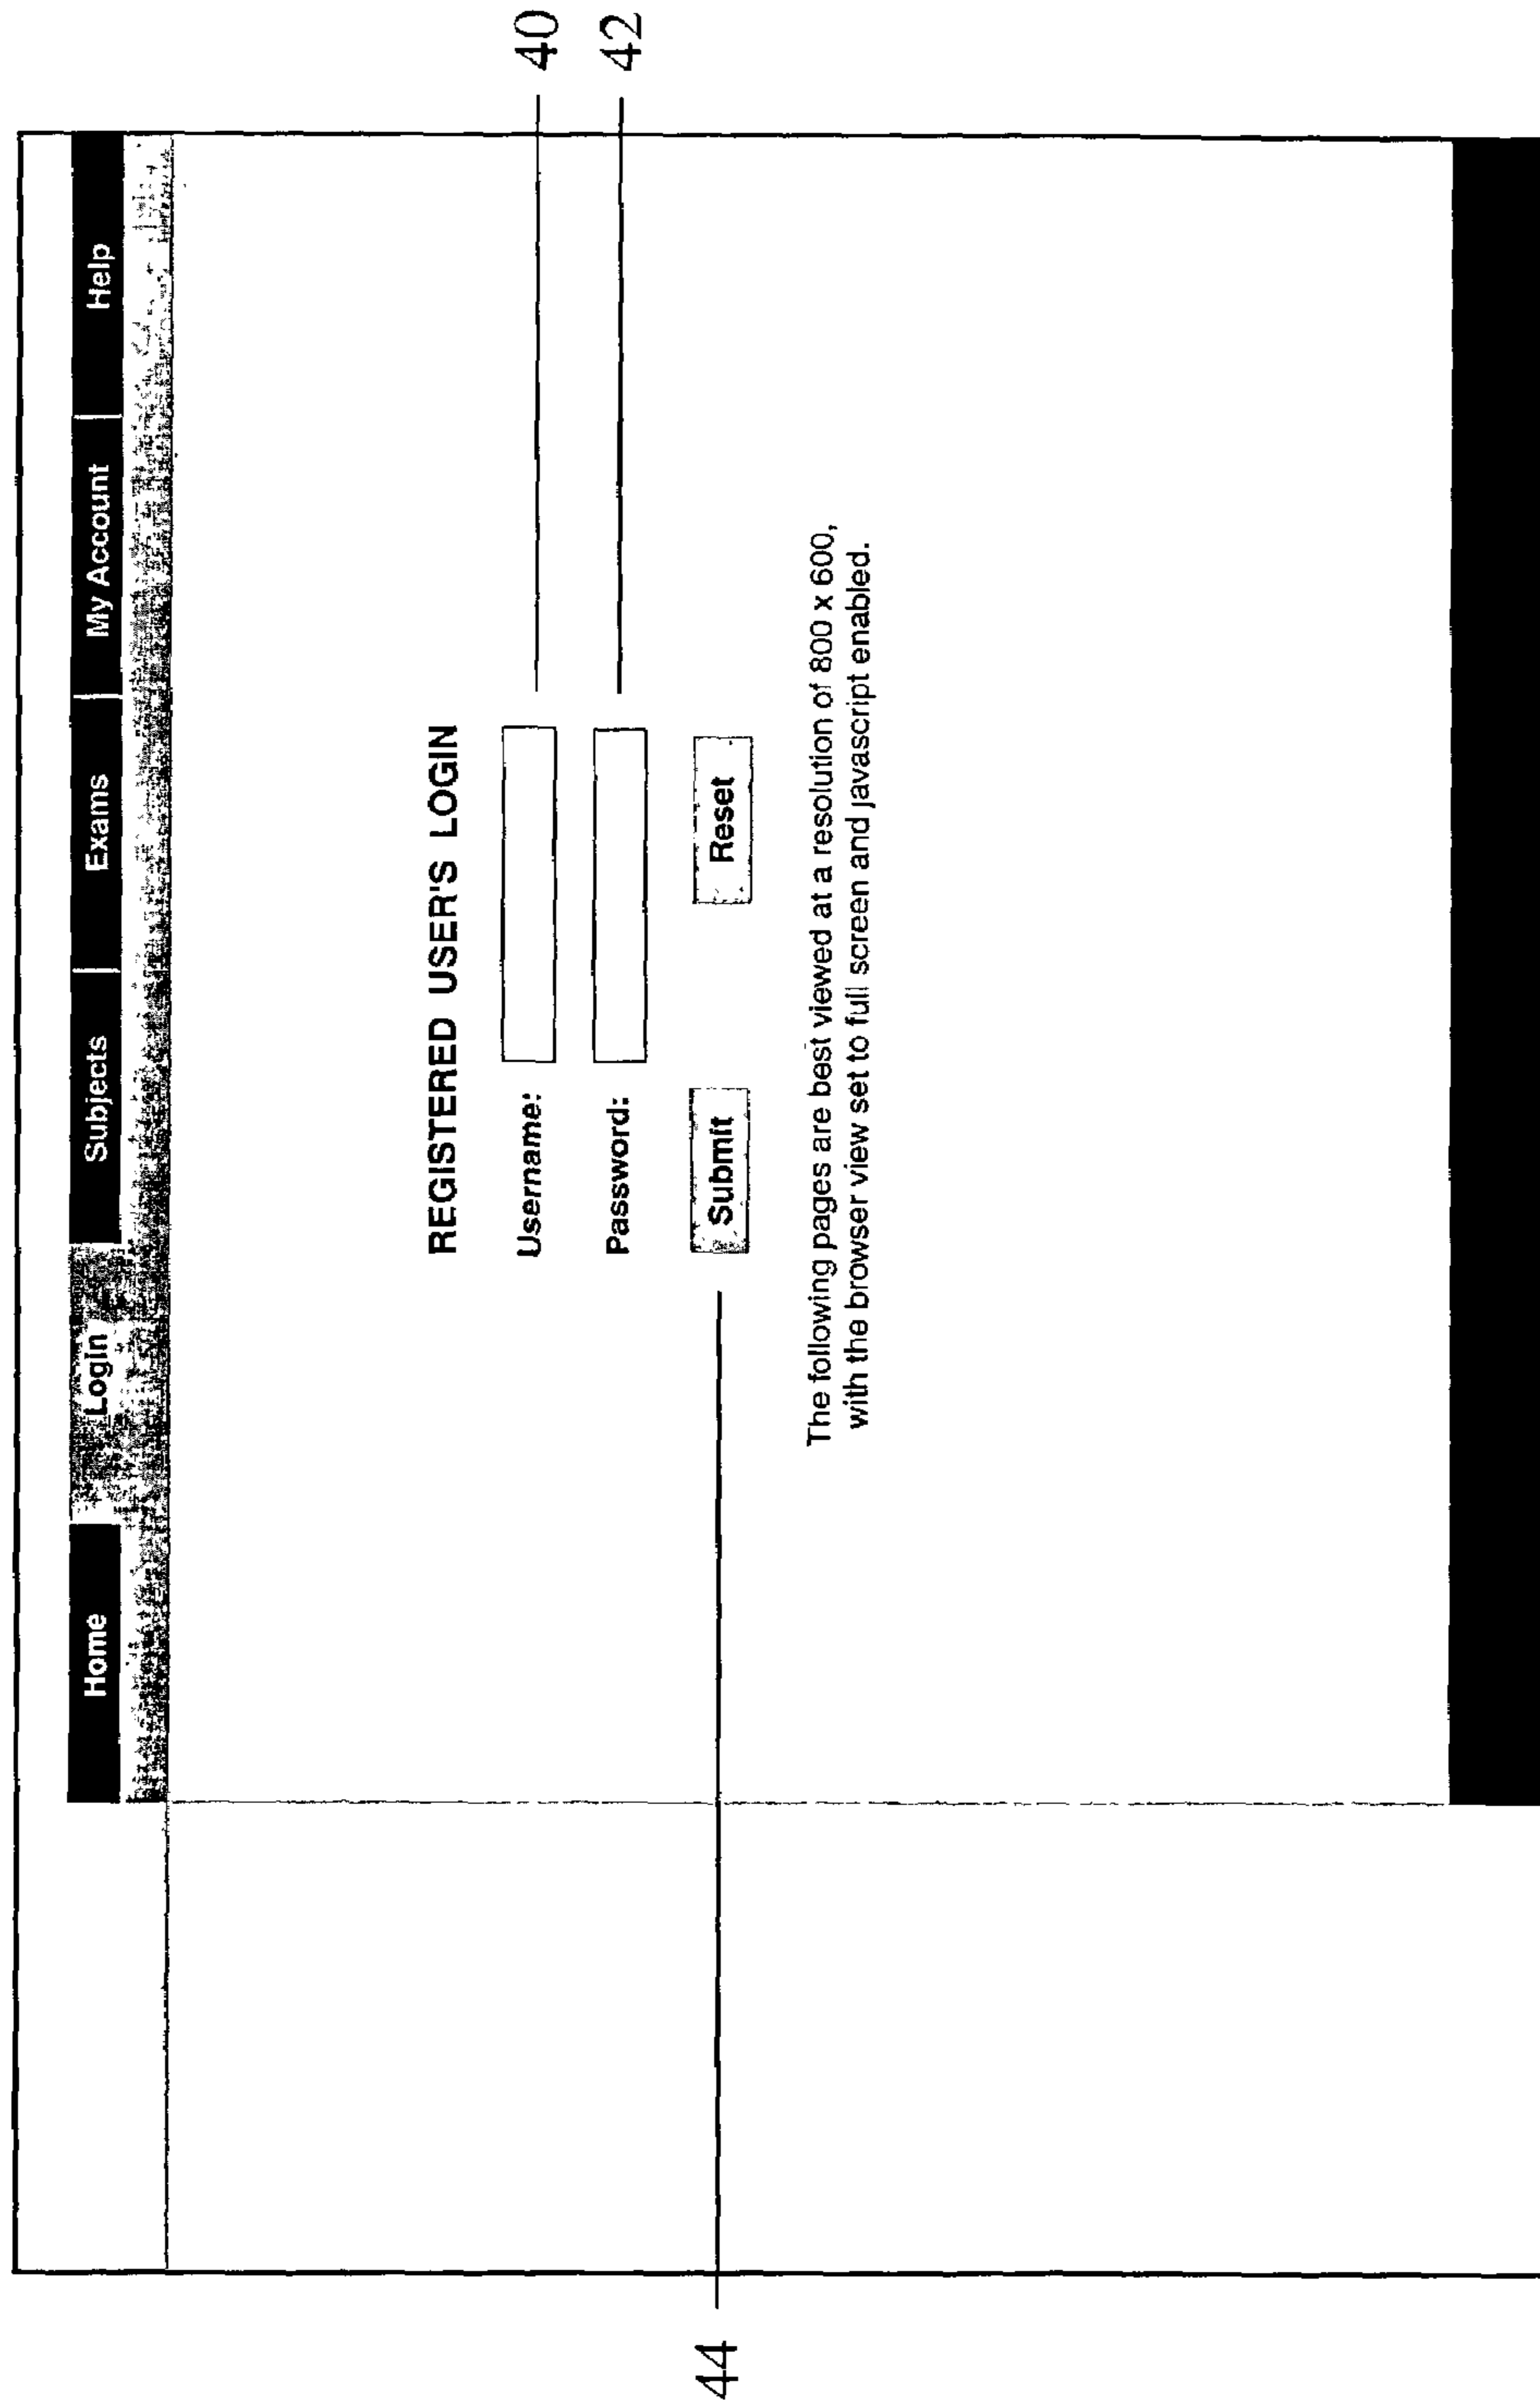 Home Login Subjects Exams My Account Help
REGISTERED USER'S LOGIN
Username: 40
Password: 42
44 Submit Reset
The following pages are best viewed at a resolution of 800 x 600,
with the browser view set to full screen and javascript enabled.